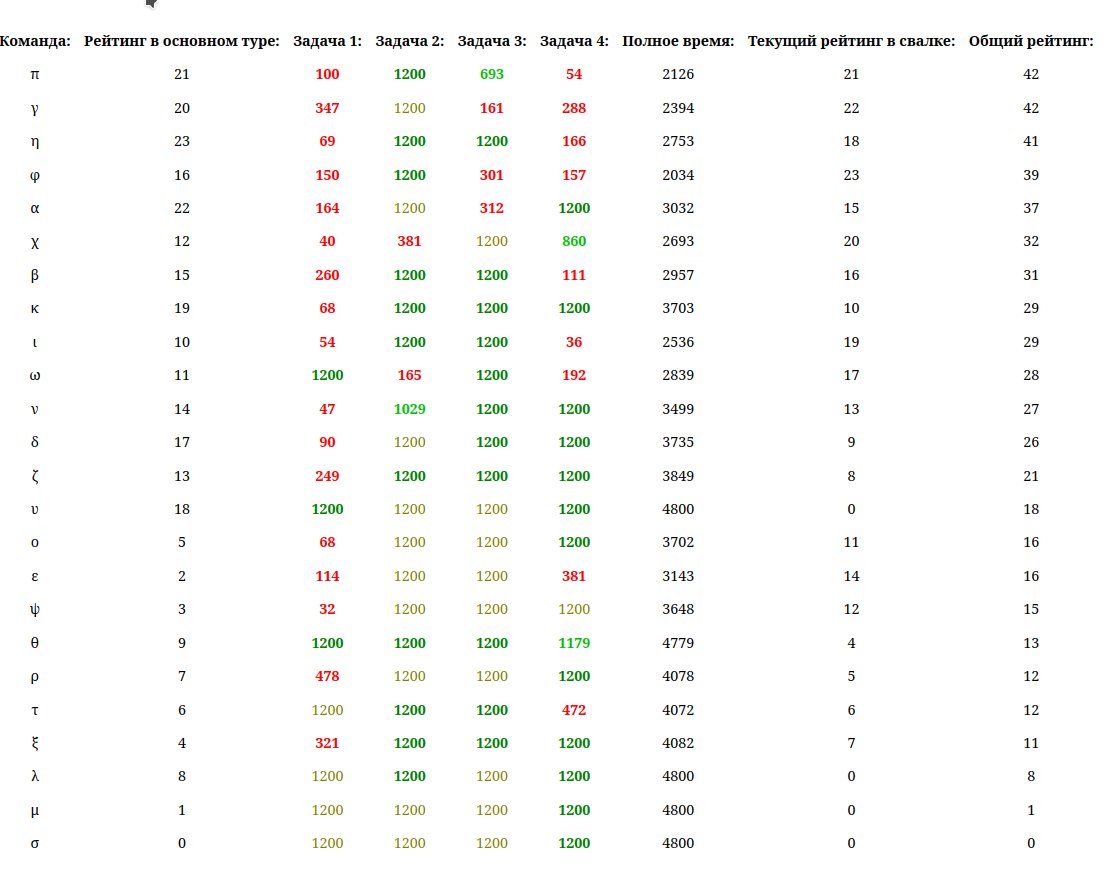 Команда: Рейтинг в основном туре: Задача 1: Задача 2: Задача 3: Задача 4: Полное время: Текущий рейтинг в свалке: Общий рейтинг:
π 21 100 1200 693 54 2126 21 42
γ 20 347 1200 161 288 2394 22 42
η 23 69 1200 1200 166 2753 18 41
φ 16 150 1200 301 157 2034 23 39
α 22 164 1200 312 1200 3032 15 37
χ 12 40 381 1200 860 2693 20 32
β 15 260 1200 1200 111 2957 16 31
κ 19 68 1200 1200 1200 3703 10 29
ι 10 54 1200 1200 36 2536 19 29
ω 11 1200 165 1200 192 2839 17 28
ν 14 47 1029 1200 1200 3499 13 27
δ 17 90 1200 1200 1200 3735 9 26
ζ 13 249 1200 1200 1200 3849 8 21
υ 18 1200 1200 1200 1200 4800 0 18
ο 5 68 1200 1200 1200 3702 11 16
ε 2 114 1200 1200 381 3143 14 16
ψ 3 32 1200 1200 1200 3648 12 15
θ 9 1200 1200 1200 1179 4779 4 13
ρ 7 478 1200 1200 1200 4078 5 12
τ 6 1200 1200 1200 472 4072 6 12
ξ 4 321 1200 1200 1200 4082 7 11
λ 8 1200 1200 1200 1200 4800 0 8
μ 1 1200 1200 1200 1200 4800 0 1
σ 0 1200 1200 1200 1200 4800 0 0